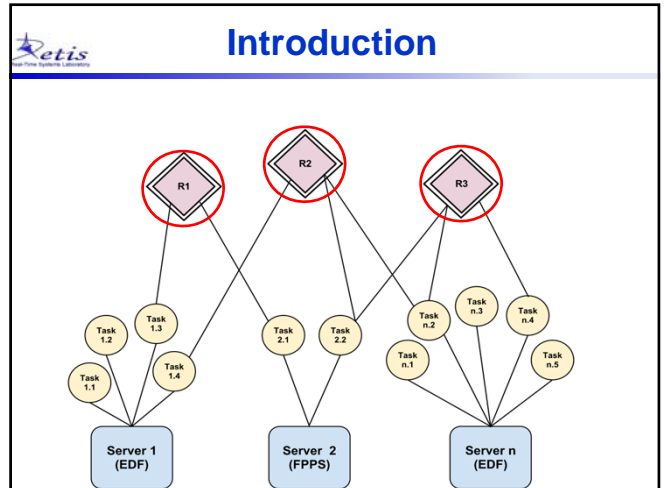 Retis
Real-Time Systems Laboratory
Introduction
R1
R2
R3
Task
1.1
Task
1.2
Task
1.3
Task
1.4
Task
2.1
Task
2.2
Task
n.1
Task
n.2
Task
n.3
Task
n.4
Task
n.5
Server 1
(EDF)
Server 2
(FPPS)
Server n
(EDF)